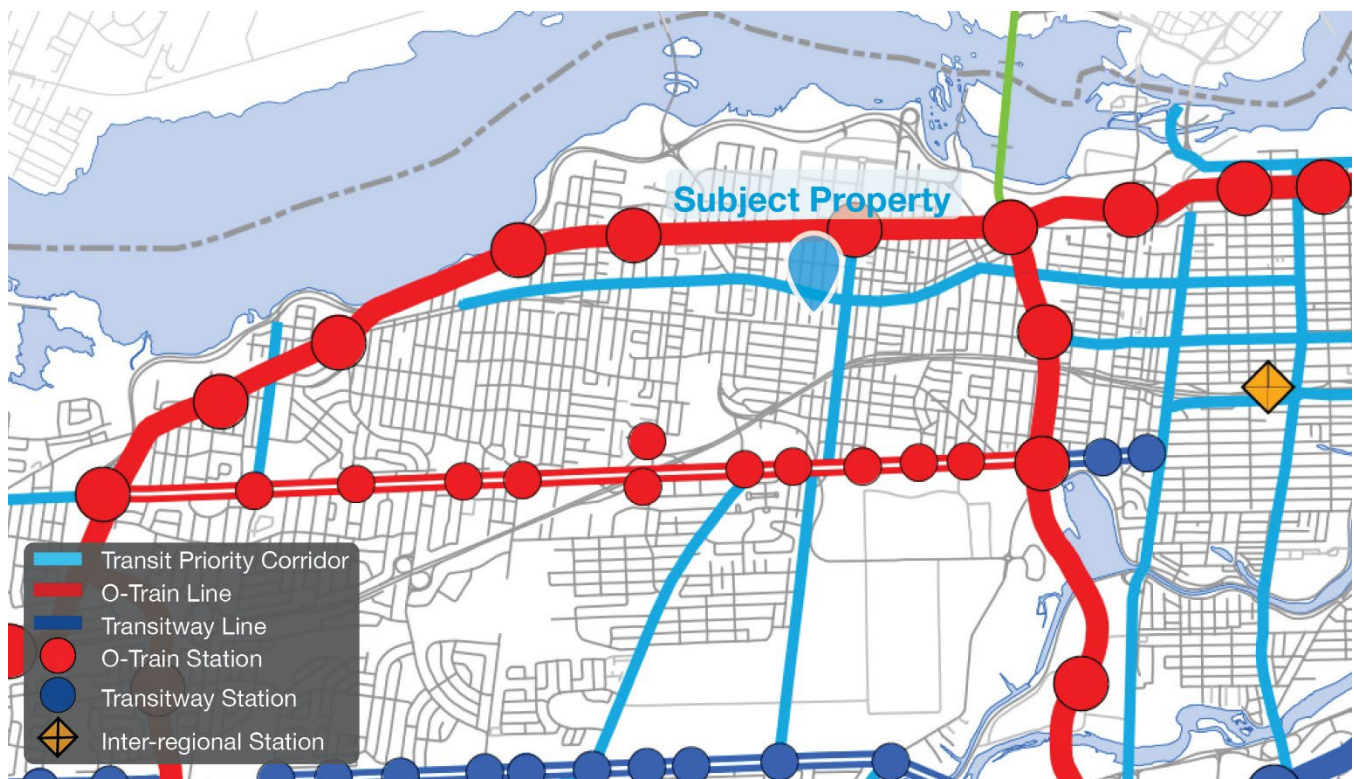 Subject Property
Transit Priority Corridor
O-Train Line
Transitway Line
O-Train Station
Transitway Station
Inter-regional Station